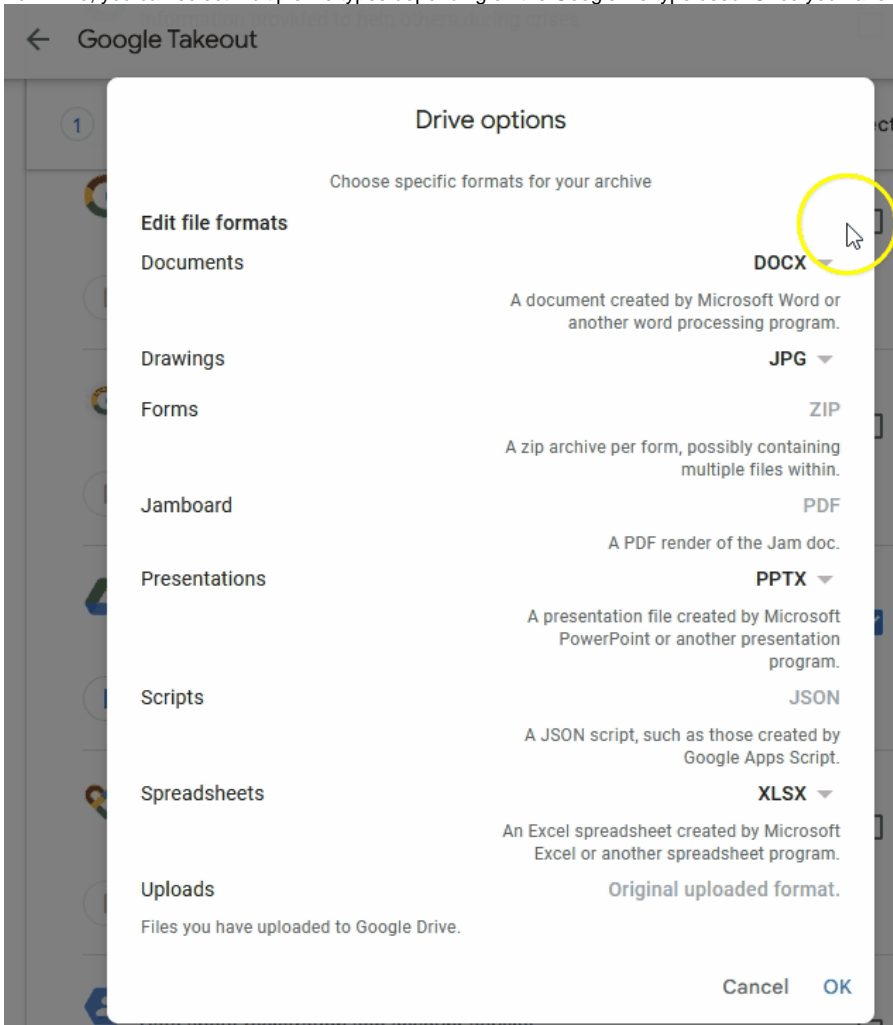 Google Takeout
1
Drive options
Choose specific formats for your archive
Edit file formats
Documents
DOCX
A document created by Microsoft Word or
another word processing program.
Drawings
JPG
Forms
ZIP
A zip archive per form, possibly containing
multiple files within.
Jamboard
PDF
A PDF render of the Jam doc.
Presentations
PPTX
A presentation file created by Microsoft
PowerPoint or another presentation
program.
Scripts
JSON
A JSON script, such as those created by
Google Apps Script.
Spreadsheets
XLSX
An Excel spreadsheet created by Microsoft
Excel or another spreadsheet program.
Uploads
Original uploaded format.
Files you have uploaded to Google Drive.
Cancel
OK